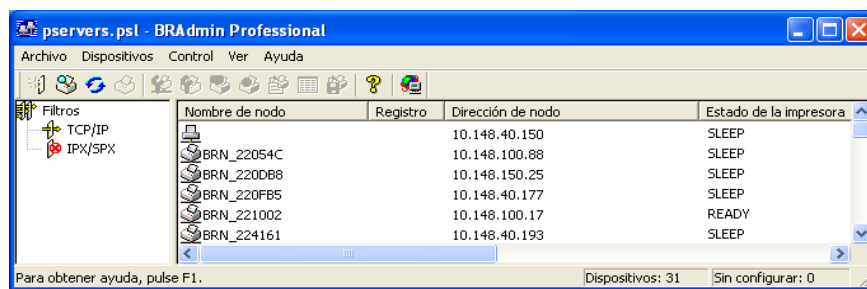 pservers.psl - BRAdmin Professional
Archivo Dispositivos Control Ver Ayuda
Filtros
TCP/IP
IPX/SPX
Nombre de nodo Registro Dirección de nodo Estado de la impresora
10.148.40.150 SLEEP
BRN_22054C 10.148.100.88 SLEEP
BRN_220DB8 10.148.150.25 SLEEP
BRN_220FB5 10.148.40.177 SLEEP
BRN_221002 10.148.100.17 READY
BRN_224161 10.148.40.193 SLEEP
Para obtener ayuda, pulse F1. Dispositivos: 31 Sin configurar: 0